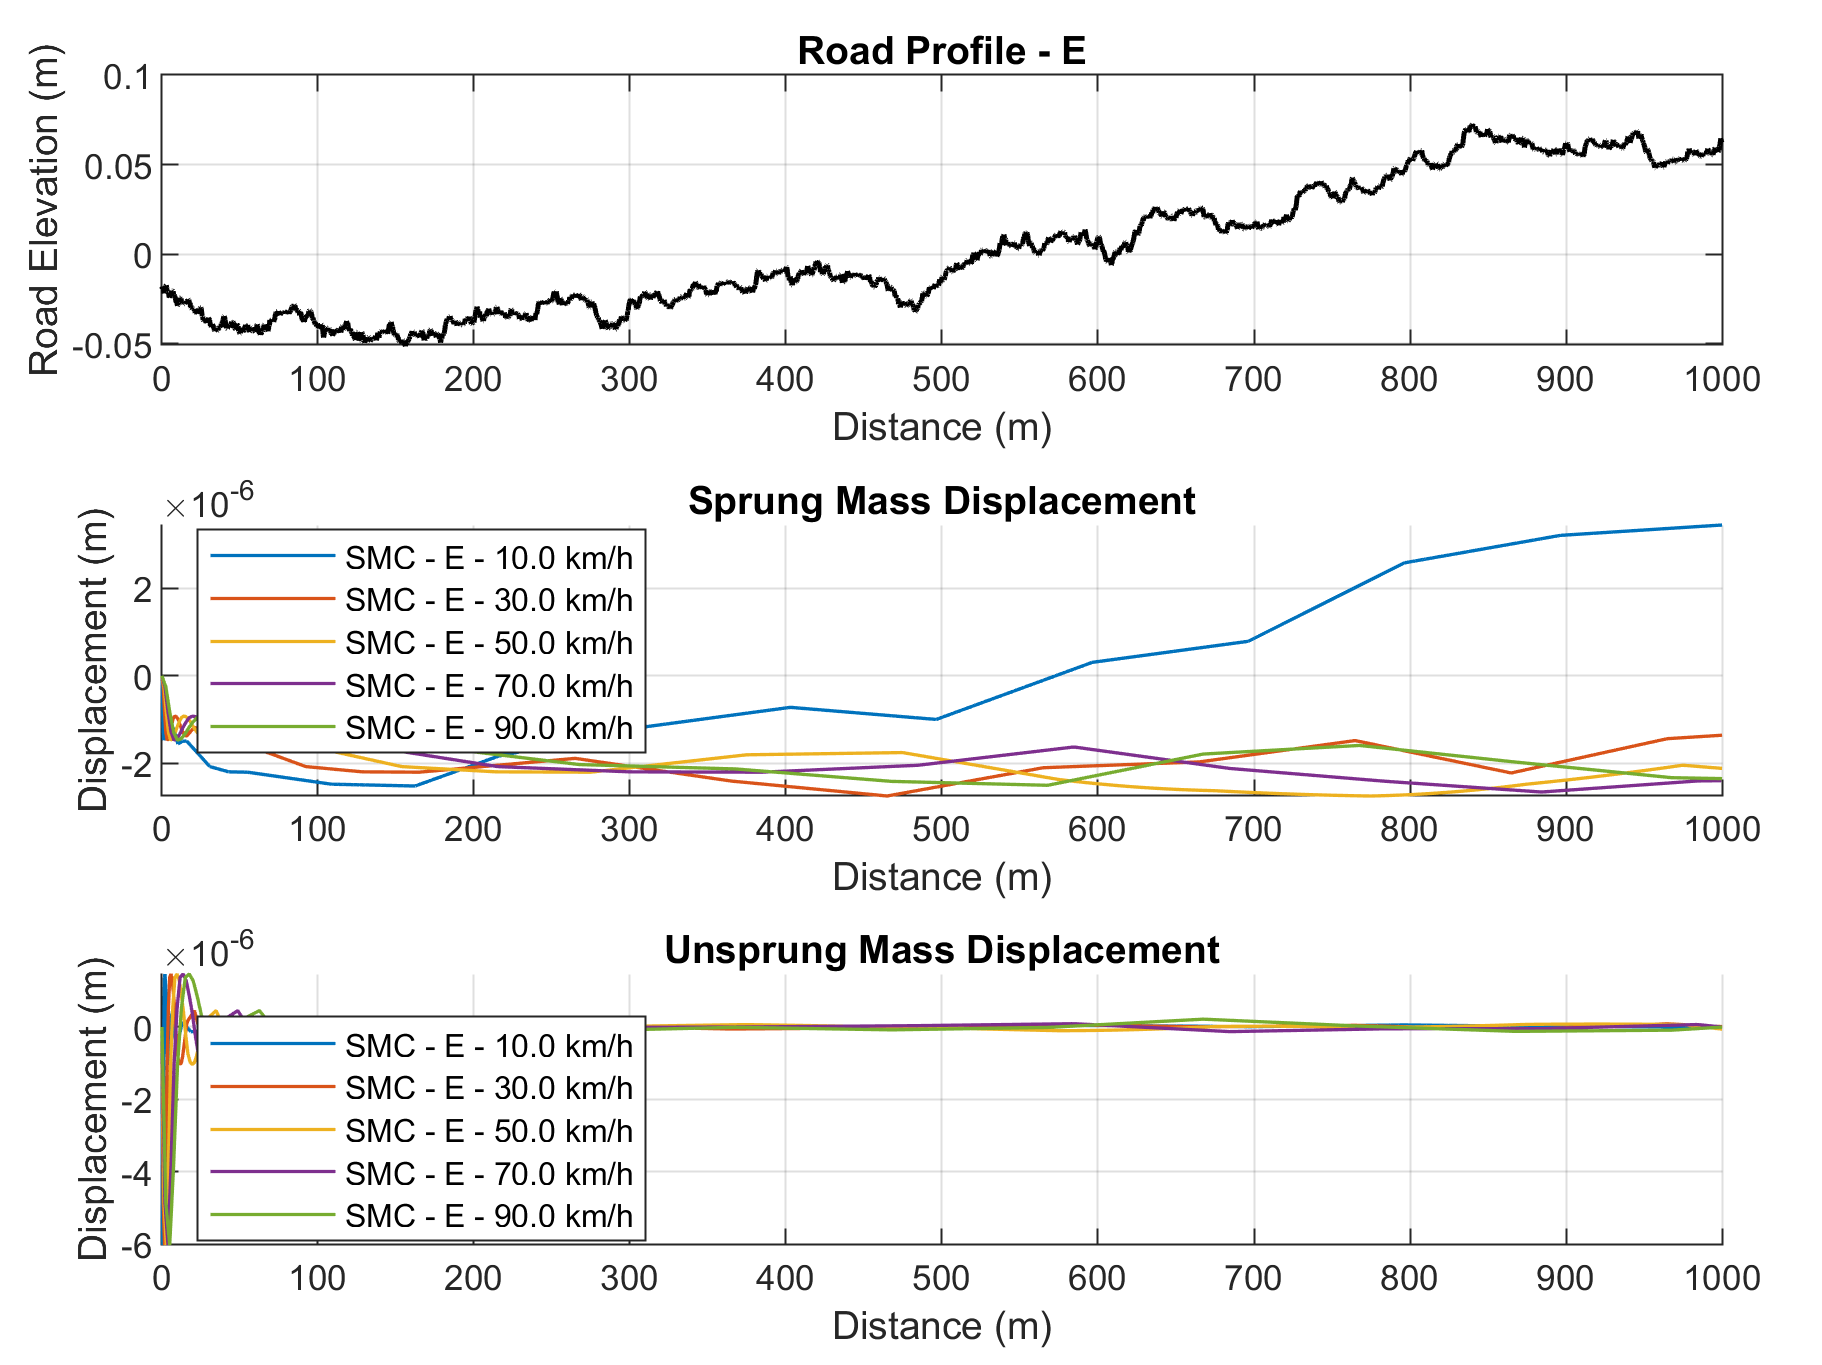 Road Profile - E
Road Elevation (m)
0.1
0.05
0
-0.05
0 100 200 300 400 500 600 700 800 900 1000
Distance (m)
Sprung Mass Displacement
×10-6
Displacement (m)
2
0
-2
SMC - E - 10.0 km/h
SMC - E - 30.0 km/h
SMC - E - 50.0 km/h
SMC - E - 70.0 km/h
SMC - E - 90.0 km/h
0 100 200 300 400 500 600 700 800 900 1000
Distance (m)
Unsprung Mass Displacement
×10-6
Displacement (m)
0
-2
-4
-6
SMC - E - 10.0 km/h
SMC - E - 30.0 km/h
SMC - E - 50.0 km/h
SMC - E - 70.0 km/h
SMC - E - 90.0 km/h
0 100 200 300 400 500 600 700 800 900 1000
Distance (m)